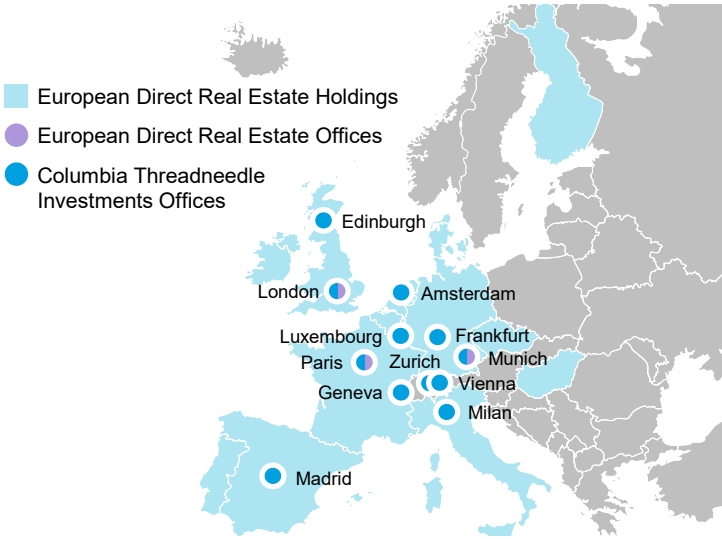 European Direct Real Estate Holdings
European Direct Real Estate Offices
Columbia Threadneedle
Investments Offices
Edinburgh
London
Amsterdam
Luxembourg
Frankfurt
Paris
Zurich
Munich
Geneva
Vienna
Milan
Madrid